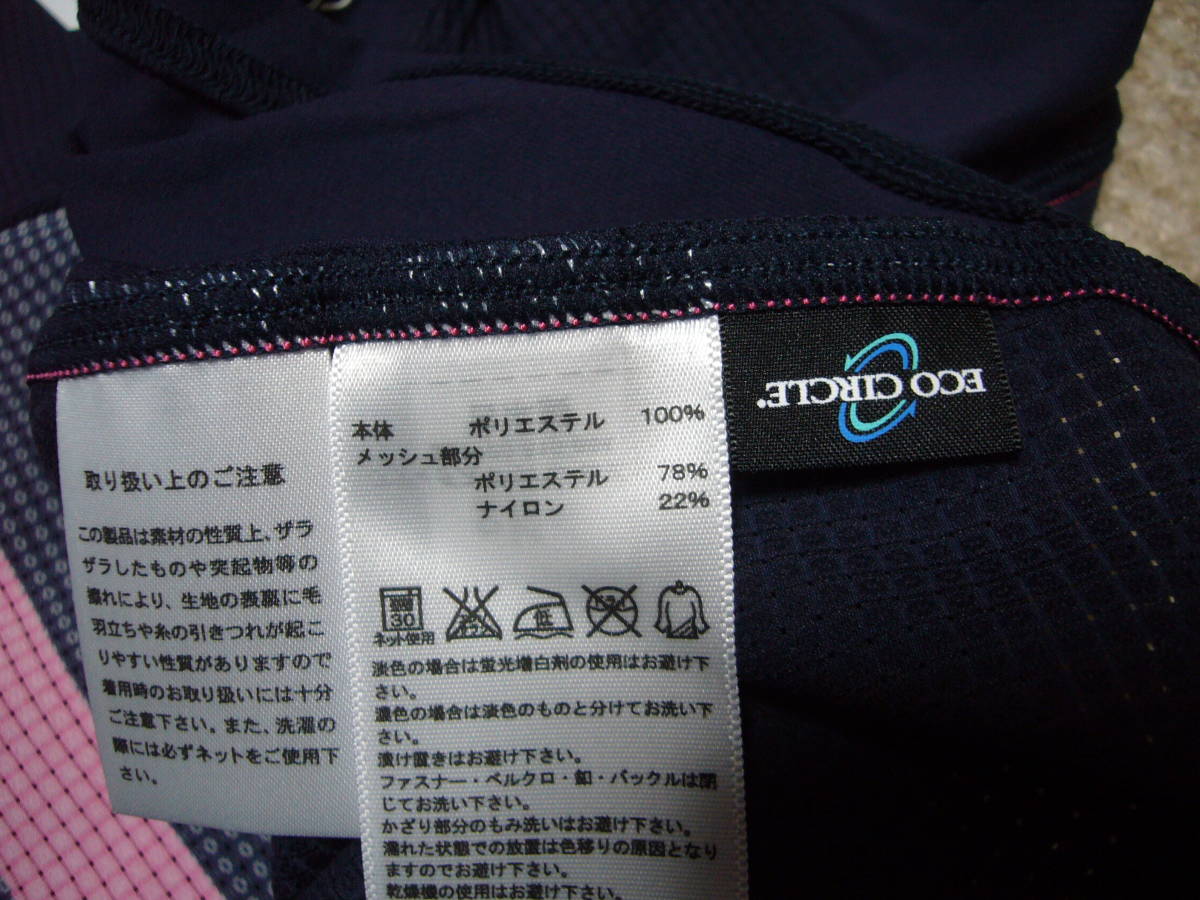 取り扱い上のご注意
この製品は素材の性質上、ザラ
ザラしたものや突起物等の
擦れにより、生地の表裏に毛
羽立ちや糸の引きつれが起こ
りやすい性質がありますので
着用時のお取り扱いには十分
ご注意下さい。また、洗濯の
際には必ずネットをご使用下
さい。
本体 ポリエステル 100%
メッシュ部分
ポリエステル 78%
ナイロン 22%
30
低
ネット使用
淡色の場合は蛍光増白剤の使用はお避け下
さい。
濃色の場合は淡色のものと分けてお洗い下
さい。
漬け置きはお避け下さい。
ファスナー・ベルクロ・釦・バックルは閉
じてお洗い下さい。
かざり部分のもみ洗いはお避け下さい。
濡れた状態での放置は色移りの原因となり
ますのでお避け下さい。
乾燥機の使用はお避け下さい。
ECO CIRCLE